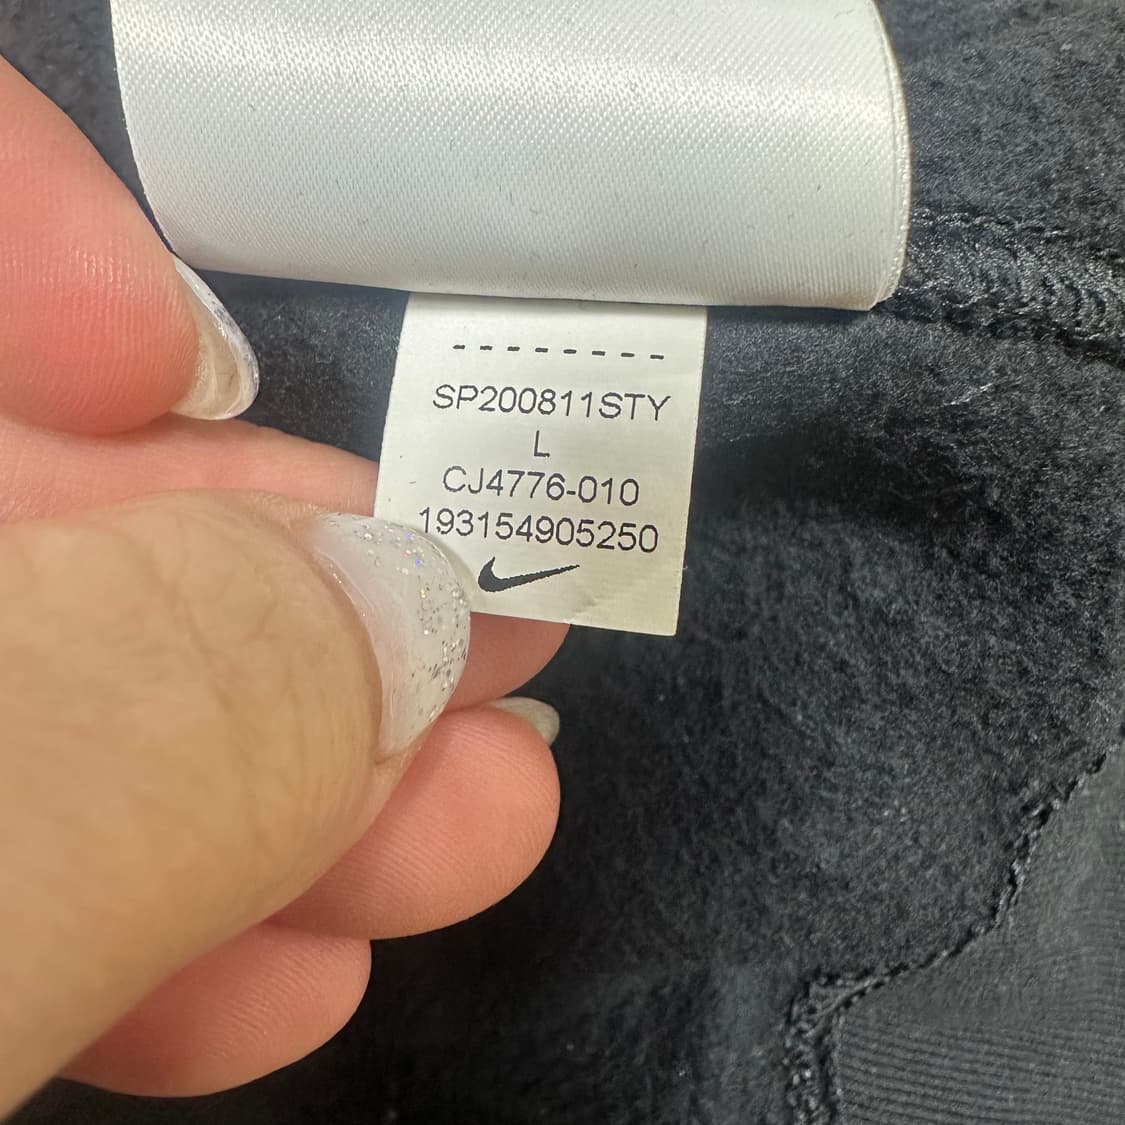 --------
SP200811STY
L
CJ4776-010
193154905250